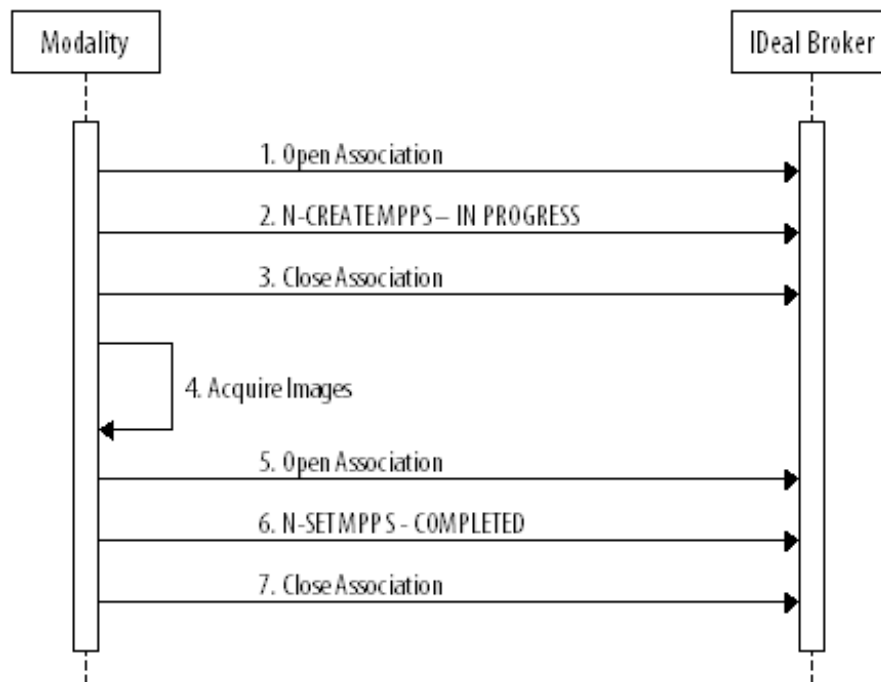 Modality
IDeal Broker
1. Open Association
2. N-CREATEMPPS – IN PROGRESS
3. Close Association
4. Acquire Images
5. Open Association
6. N-SETMPPS - COMPLETED
7. Close Association